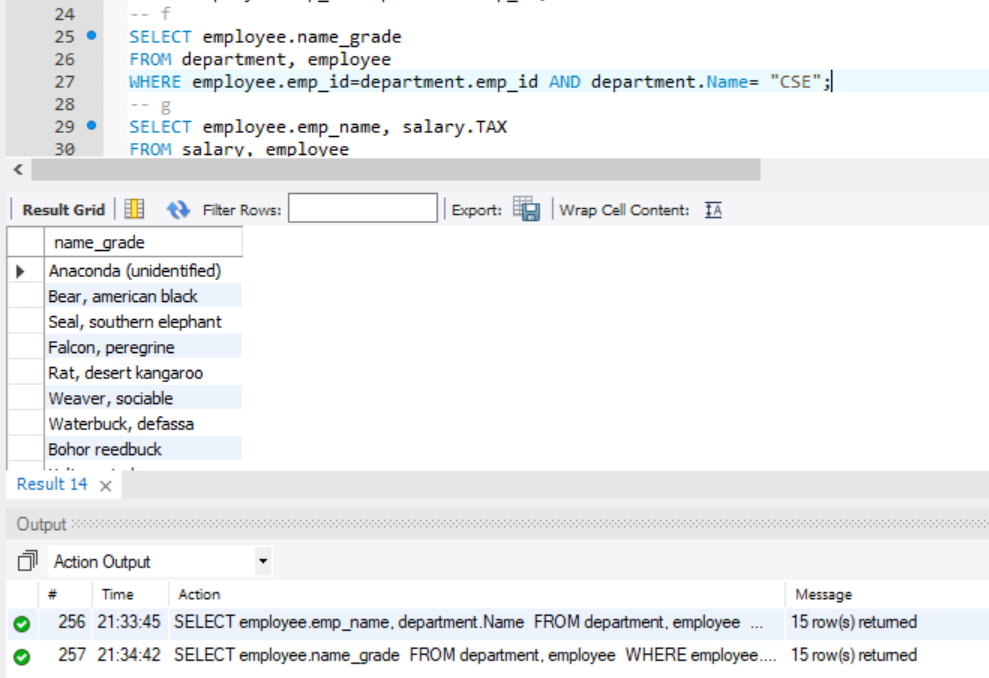 24 -- f
25 SELECT employee.name_grade
26 FROM department, employee
27 WHERE employee.emp_id=department.emp_id AND department.Name= "CSE";
28 -- g
29 SELECT employee.emp_name, salary.TAX
30 FROM salary, employee
Result Grid Filter Rows: Export: Wrap Cell Content: IA
name_grade
Anaconda (unidentified)
Bear, american black
Seal, southern elephant
Falcon, peregrine
Rat, desert kangaroo
Weaver, sociable
Waterbuck, defassa
Bohor reedbuck
Result 14
Output
Action Output
# Time Action Message
256 21:33:45 SELECT employee.emp_name, department.Name FROM department, employee ... 15 row(s) returned
257 21:34:42 SELECT employee.name_grade FROM department, employee WHERE employee.... 15 row(s) returned